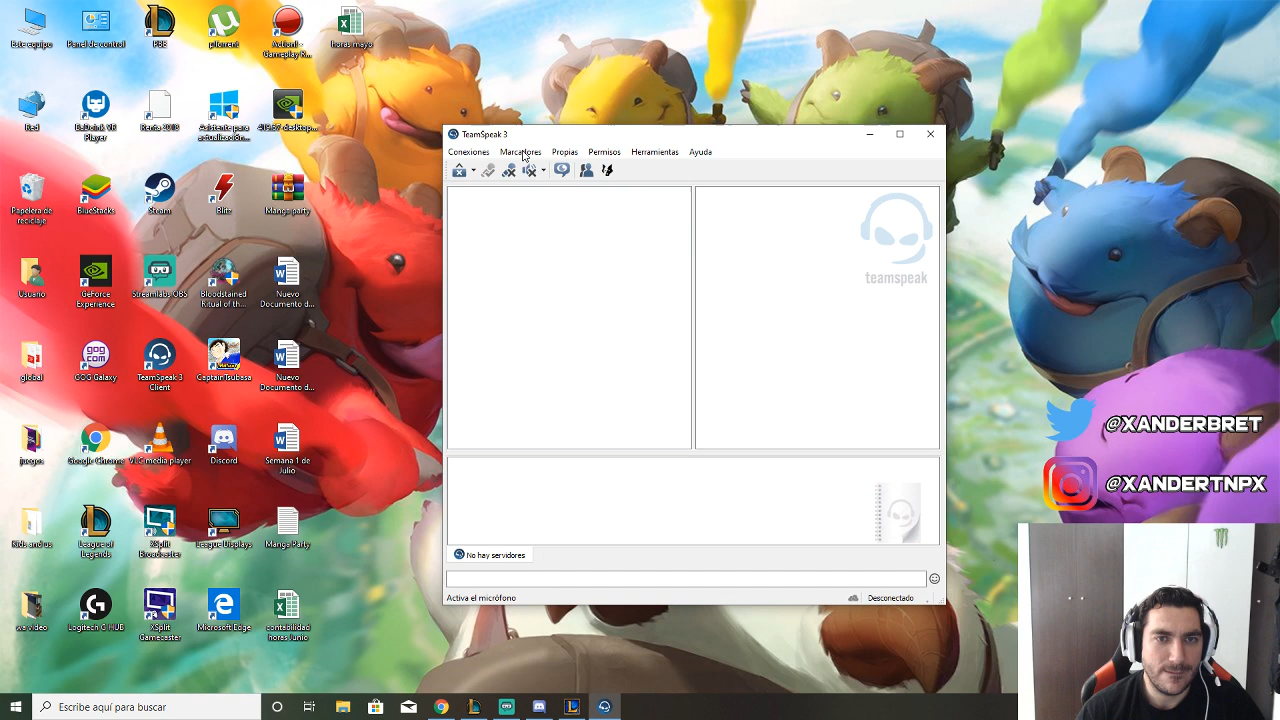 Este equipo
Panel de control
PBE
µTorrent
Action! -
Gameplay R...
horas mayo
Red
BaDoink VR
Player
Renta 2018
Asistente para
actualización...
419.67-desktop...
Papelera de
reciclaje
BlueStacks
Steam
Blitz
Manga party
Usuario
GeForce
Experience
Streamlabs OBS
Bloodstained
Ritual of th...
Nuevo
Documento d...
global
GOG Galaxy
TeamSpeak 3
Client
CaptainTsubasa
Nuevo
Documento d...
juegos
Google Chrome
VLC media player
Discord
Semana 1 de
Julio
Kids and us
League of
Legends
XSplit
Broadcaster
League Displays
Manga Party
wa video
Logitech G HUB
XSplit
Gamecaster
Microsoft Edge
contabilidad
horas Junio
TeamSpeak 3
Conexiones Marcadores Propias Permisos Herramientas Ayuda
teamspeak
No hay servidores
Activa el micrófono
Desconectado
@XANDERBRET
@XANDERTNPX
Escribe aquí para buscar